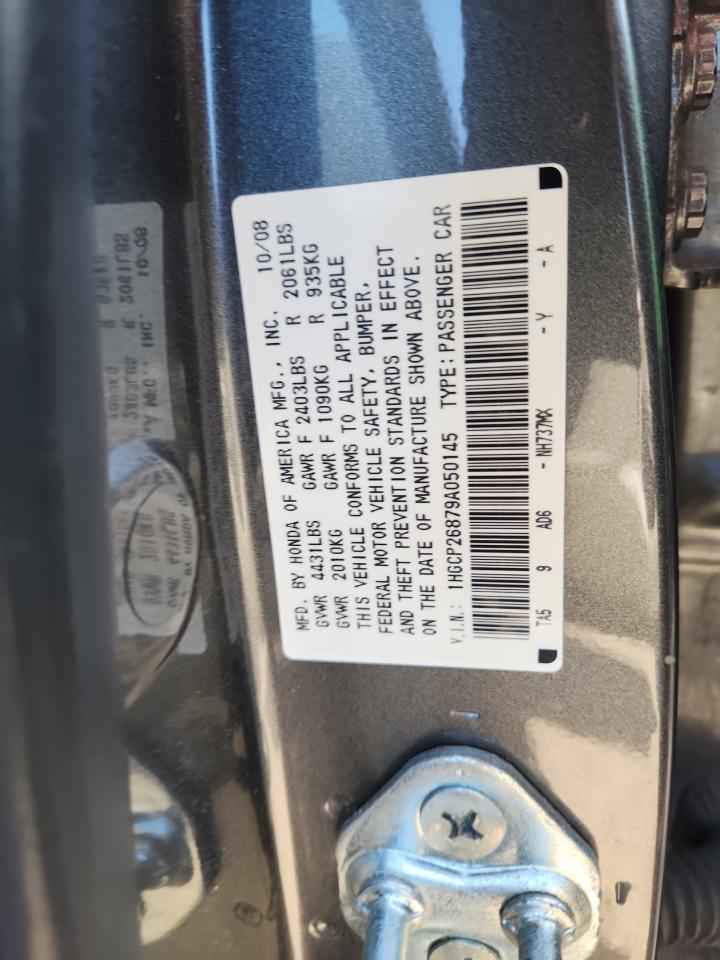 MFD. BY HONDA OF AMERICA MFG., INC. 10/08
GVWR 4431LBS GAWR F 2403LBS R 2061LBS
GVWR 2010KG GAWR F 1090KG R 935KG
THIS VEHICLE CONFORMS TO ALL APPLICABLE
FEDERAL MOTOR VEHICLE SAFETY, BUMPER,
AND THEFT PREVENTION STANDARDS IN EFFECT
ON THE DATE OF MANUFACTURE SHOWN ABOVE.
V.I.N.: 1HGCP26879A050145 TYPE: PASSENGER CAR
TA5 9 AD6 - NH737MX - Y - A